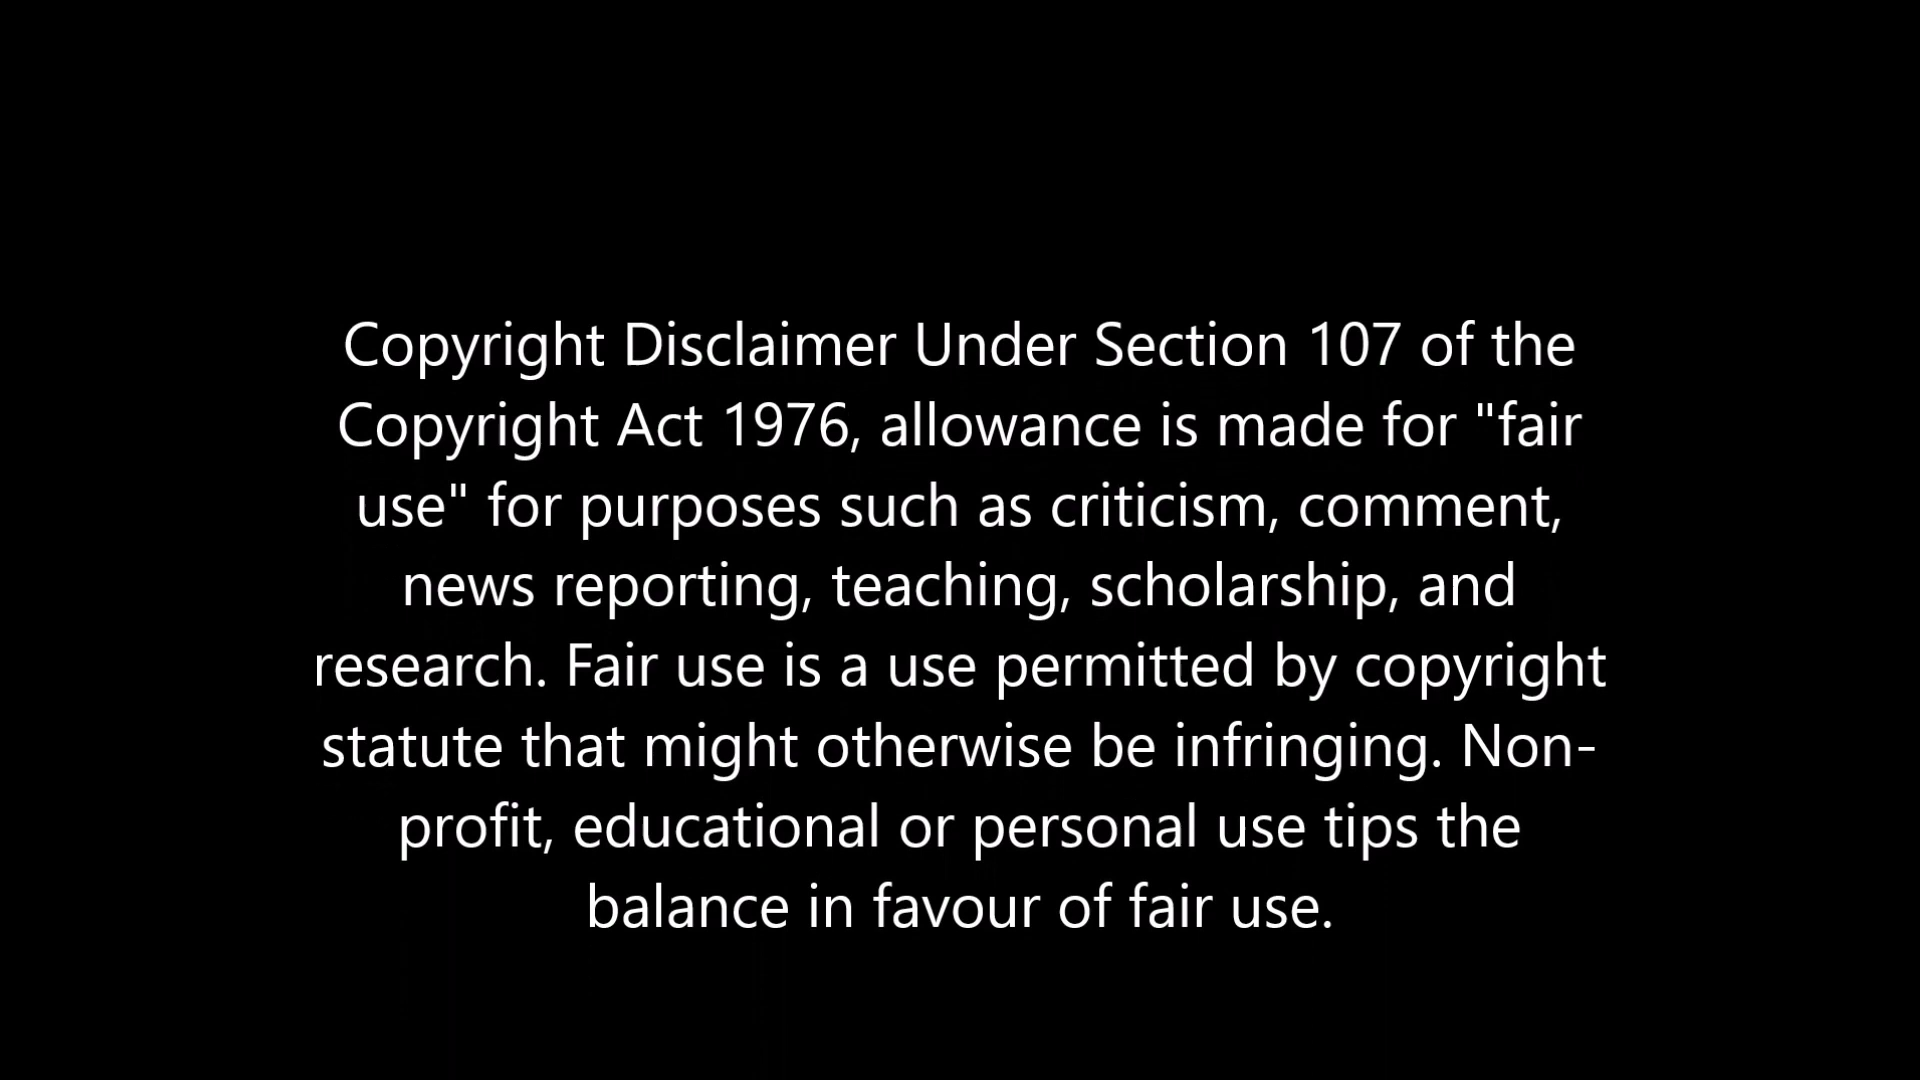 Copyright Disclaimer Under Section 107 of the
Copyright Act 1976, allowance is made for "fair
use" for purposes such as criticism, comment,
news reporting, teaching, scholarship, and
research. Fair use is a use permitted by copyright
statute that might otherwise be infringing. Non-
profit, educational or personal use tips the
balance in favour of fair use.